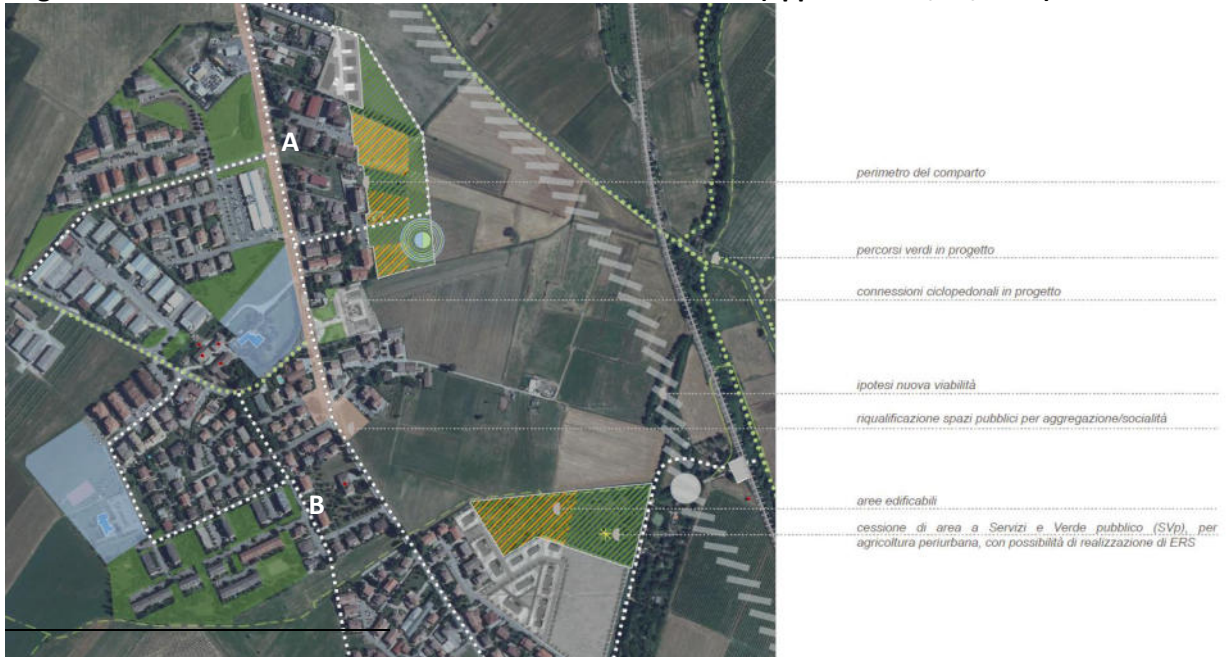 A
B
perimetro del comparto
percorsi verdi in progetto
connessioni ciclopedonali in progetto
ipotesi nuova viabilità
riqualificazione spazi pubblici per aggregazione/socialità
aree edificabili
cessione di area a Servizi e Verde pubblico (SVp), per
agricoltura periurbana, con possibilità di realizzazione di ERS